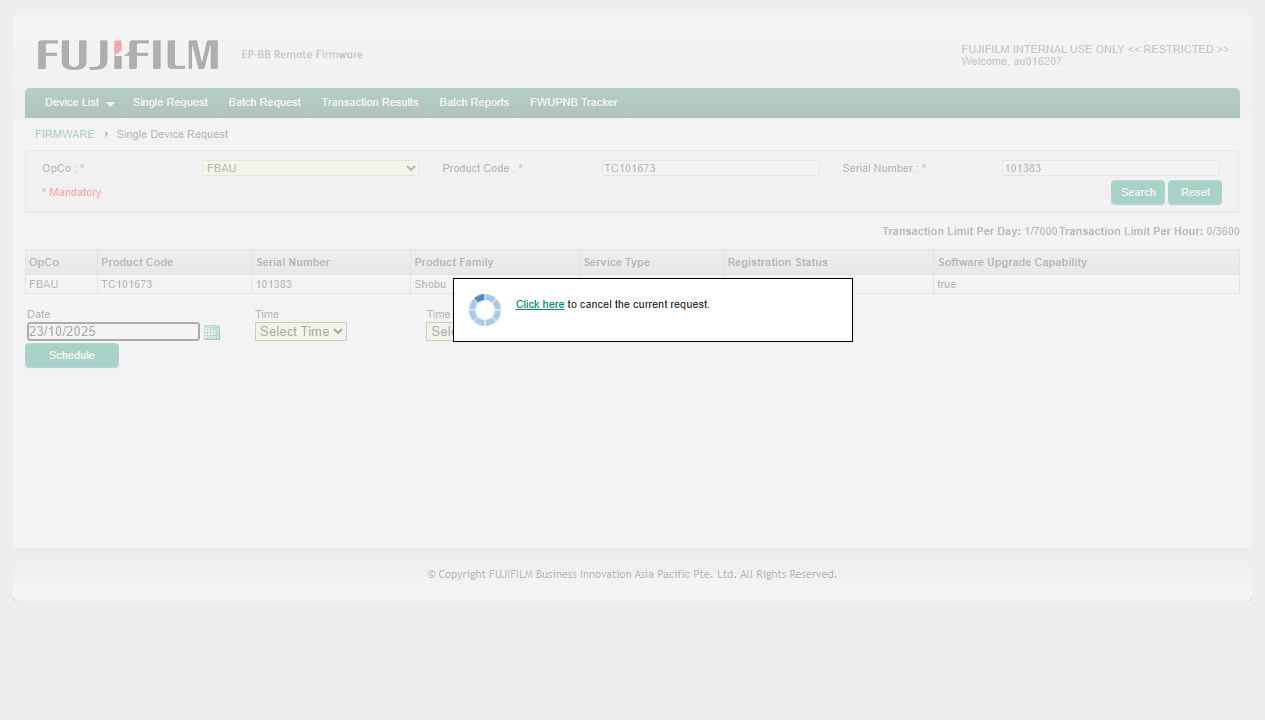 FUJIFILM
EP-BB Remote Firmware
FUJIFILM INTERNAL USE ONLY << RESTRICTED >>
Welcome, au016207
Device List Single Request Batch Request Transaction Results Batch Reports FWUPNB Tracker
FIRMWARE Single Device Request
OpCo : * FBAU Product Code : * TC101673 Serial Number : * 101383
* Mandatory Search Reset
Transaction Limit Per Day: 1/7000 Transaction Limit Per Hour: 0/3600
OpCo Product Code Serial Number Product Family Service Type Registration Status Software Upgrade Capability
FBAU TC101673 101383 Shobu true
Click here to cancel the current request.
Date Time Time
23/10/2025 Select Time
Schedule
© Copyright FUJIFILM Business Innovation Asia Pacific Pte. Ltd. All Rights Reserved.